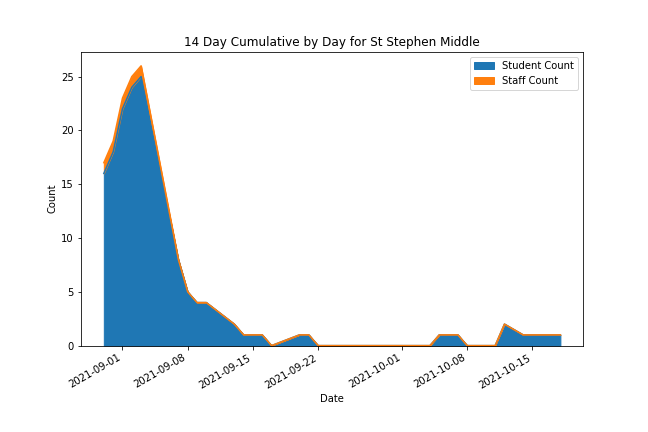 14 Day Cumulative by Day for St Stephen Middle
Student Count
Staff Count
25
20
15
10
5
0
Count
2021-09-01
2021-09-08
2021-09-15
2021-09-22
2021-10-01
2021-10-08
2021-10-15
Date